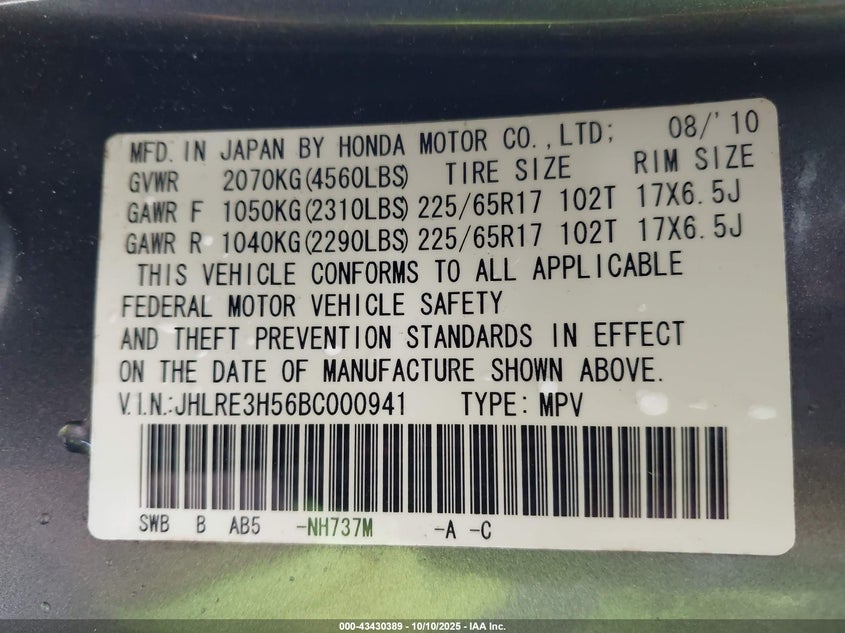 MFD. IN JAPAN BY HONDA MOTOR CO.,LTD; 08/'10
GVWR 2070KG(4560LBS) TIRE SIZE RIM SIZE
GAWR F 1050KG(2310LBS) 225/65R17 102T 17X6.5J
GAWR R 1040KG(2290LBS) 225/65R17 102T 17X6.5J
THIS VEHICLE CONFORMS TO ALL APPLICABLE
FEDERAL MOTOR VEHICLE SAFETY
AND THEFT PREVENTION STANDARDS IN EFFECT
ON THE DATE OF MANUFACTURE SHOWN ABOVE.
V.I.N.:JHLRE3H56BC000941 TYPE: MPV
SWB B AB5 -NH737M -A -C
000-43430389 - 10/10/2025 - IAA Inc.